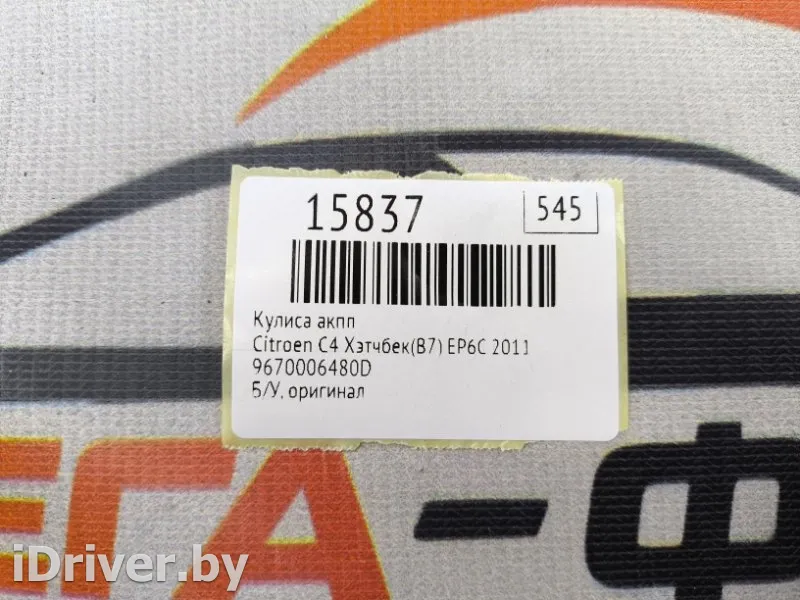 15837
545
Кулиса акпп
Citroen C4 Хэтчбек(B7) EP6C 2011
9670006480D
Б/У, оригинал
ЕГА-Ф
iDriver.by